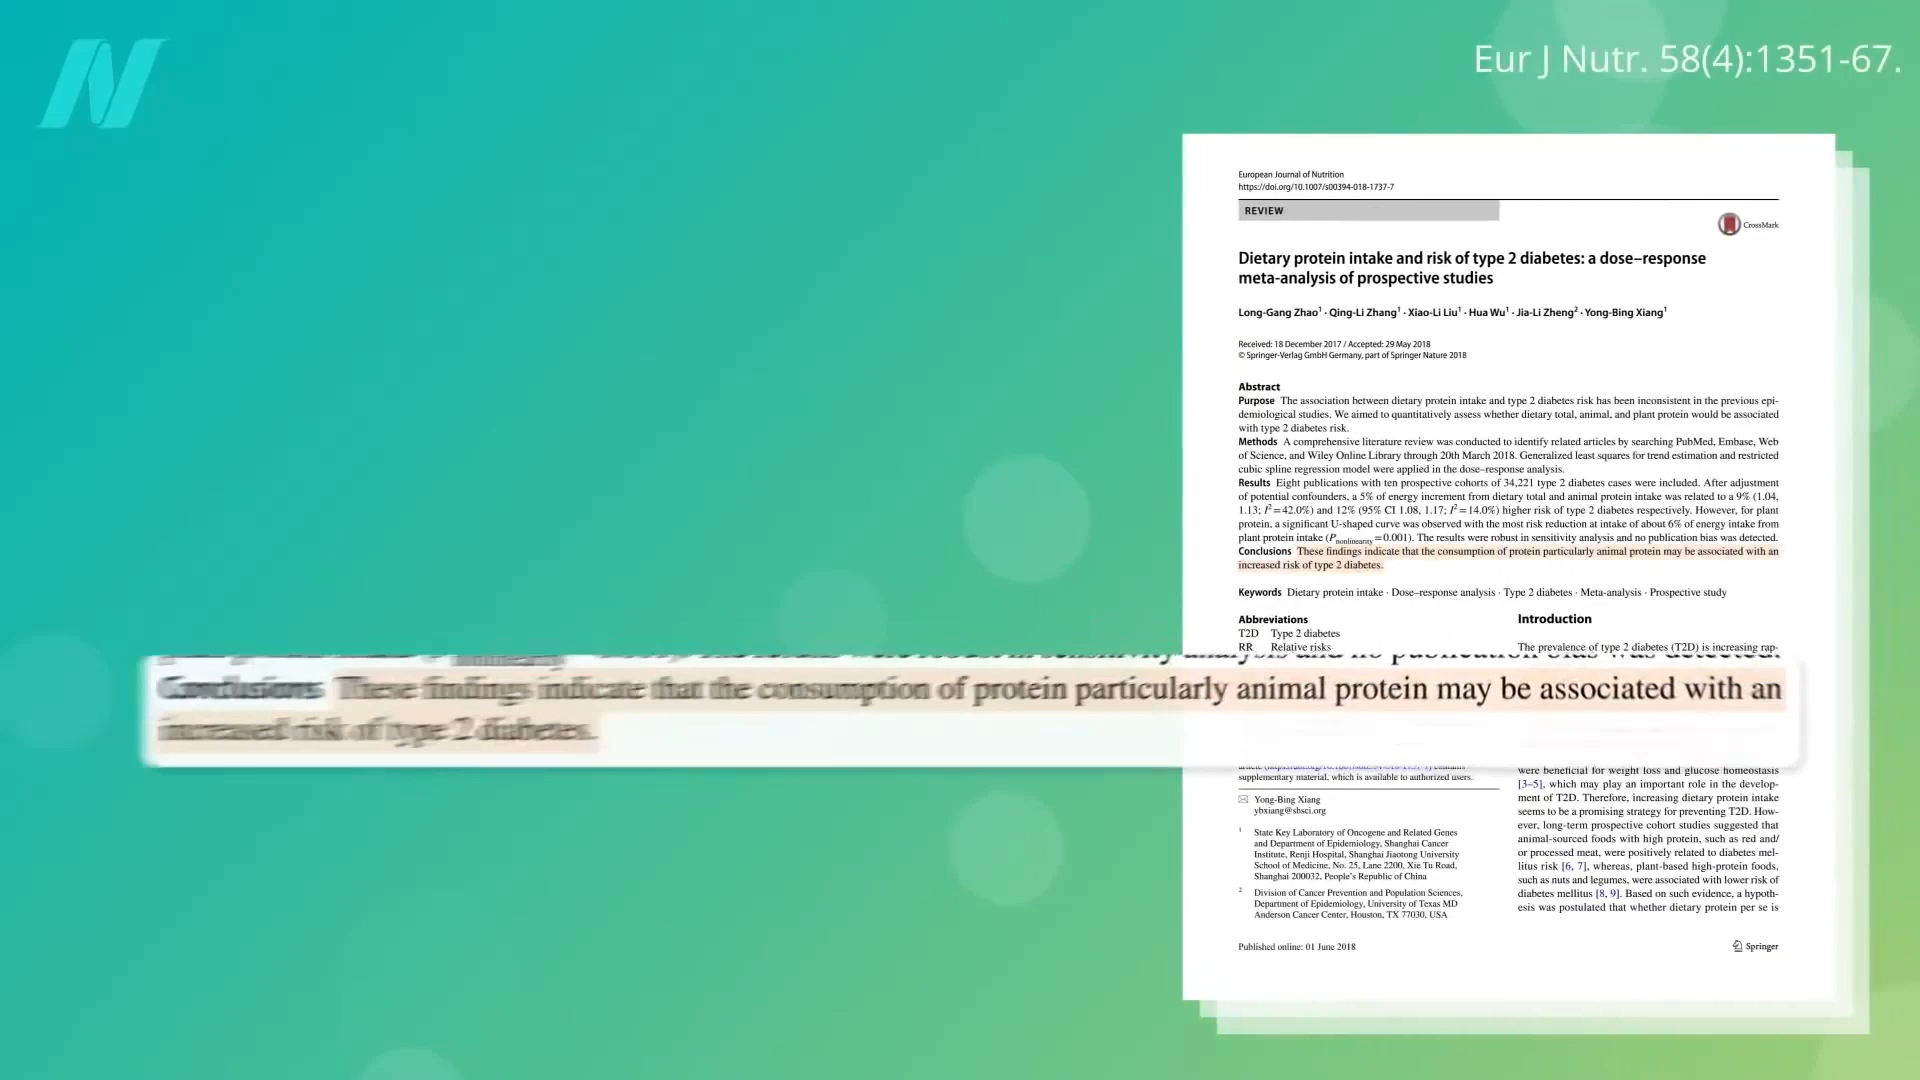 Eur J Nutr. 58(4):1351-67.
European Journal of Nutrition
https://doi.org/10.1007/s00394-018-1737-7
REVIEW
CrossMark
Dietary protein intake and risk of type 2 diabetes: a dose–response
meta-analysis of prospective studies
Long-Gang Zhao1 · Qing-Li Zhang1 · Xiao-Li Liu1 · Hua Wu1 · Jia-Li Zheng2 · Yong-Bing Xiang1
Received: 18 December 2017 / Accepted: 29 May 2018
© Springer-Verlag GmbH Germany, part of Springer Nature 2018
Abstract
Purpose The association between dietary protein intake and type 2 diabetes risk has been inconsistent in the previous epi-
demiological studies. We aimed to quantitatively assess whether dietary total, animal, and plant protein would be associated
with type 2 diabetes risk.
Methods A comprehensive literature review was conducted to identify related articles by searching PubMed, Embase, Web
of Science, and Wiley Online Library through 20th March 2018. Generalized least squares for trend estimation and restricted
cubic spline regression model were applied in the dose–response analysis.
Results Eight publications with ten prospective cohorts of 34,221 type 2 diabetes cases were included. After adjustment
of potential confounders, a 5% of energy increment from dietary total and animal protein intake was related to a 9% (1.04,
1.13; I2=42.0%) and 12% (95% CI 1.08, 1.17; I2=14.0%) higher risk of type 2 diabetes respectively. However, for plant
protein, a significant U-shaped curve was observed with the most risk reduction at intake of about 6% of energy intake from
plant protein intake (Pnonlinearity=0.001). The results were robust in sensitivity analysis and no publication bias was detected.
Conclusions These findings indicate that the consumption of protein particularly animal protein may be associated with an
increased risk of type 2 diabetes.
Keywords Dietary protein intake · Dose–response analysis · Type 2 diabetes · Meta-analysis · Prospective study
Abbreviations
T2D Type 2 diabetes
RR Relative risks
Introduction
The prevalence of type 2 diabetes (T2D) is increasing rap-
sensitivity analysis and no publication bias was detected.
Conclusions These findings indicate that the consumption of protein particularly animal protein may be associated with an
increased risk of type 2 diabetes.
supplementary material, which is available to authorized users.
Yong-Bing Xiang
ybxiang@shsci.org
1 State Key Laboratory of Oncogene and Related Genes
and Department of Epidemiology, Shanghai Cancer
Institute, Renji Hospital, Shanghai Jiaotong University
School of Medicine, No. 25, Lane 2200, Xie Tu Road,
Shanghai 200032, People's Republic of China
2 Division of Cancer Prevention and Population Sciences,
Department of Epidemiology, University of Texas MD
Anderson Cancer Center, Houston, TX 77030, USA
were beneficial for weight loss and glucose homeostasis
[3–5], which may play an important role in the develop-
ment of T2D. Therefore, increasing dietary protein intake
seems to be a promising strategy for preventing T2D. How-
ever, long-term prospective cohort studies suggested that
animal-sourced foods with high protein, such as red and/
or processed meat, were positively related to diabetes mel-
litus risk [6, 7], whereas, plant-based high-protein foods,
such as nuts and legumes, were associated with lower risk of
diabetes mellitus [8, 9]. Based on such evidence, a hypoth-
esis was postulated that whether dietary protein per se is
Published online: 01 June 2018
Springer